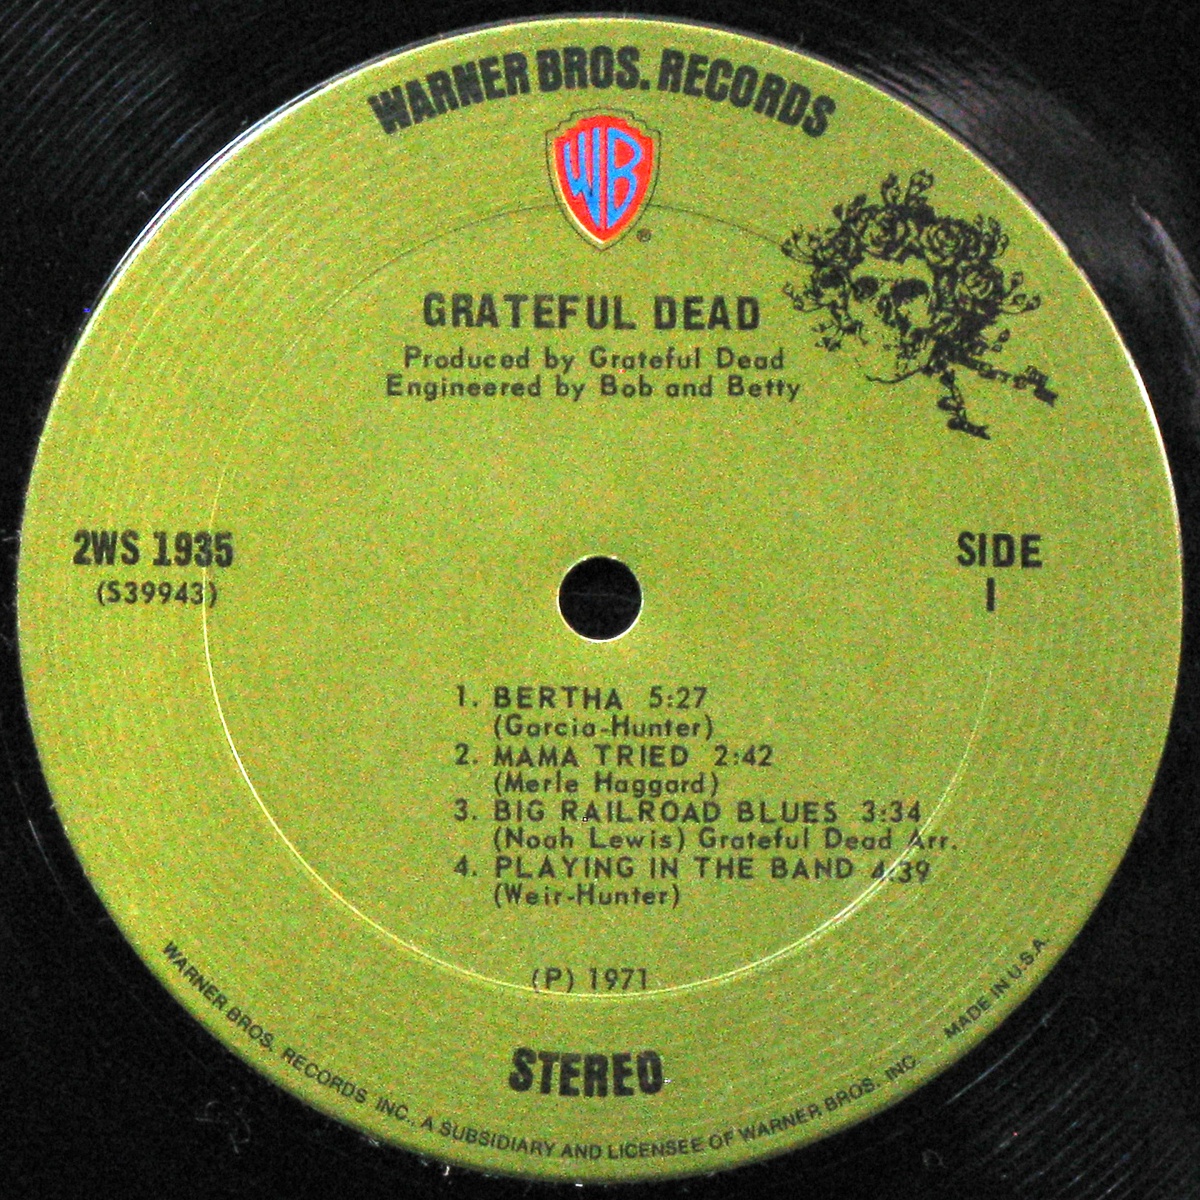 WARNER BROS. RECORDS
WB
®
GRATEFUL DEAD
Produced by Grateful Dead
Engineered by Bob and Betty
2WS 1935
(S39943)
SIDE
1
1. BERTHA 5:27
(Garcia-Hunter)
2. MAMA TRIED 2:42
(Merle Haggard)
3. BIG RAILROAD BLUES 3:34
(Noah Lewis) Grateful Dead Arr.
4. PLAYING IN THE BAND 4:39
(Weir-Hunter)
(P) 1971
STEREO
WARNER BROS. RECORDS INC., A SUBSIDIARY AND LICENSEE OF WARNER BROS. INC
MADE IN U.S.A.